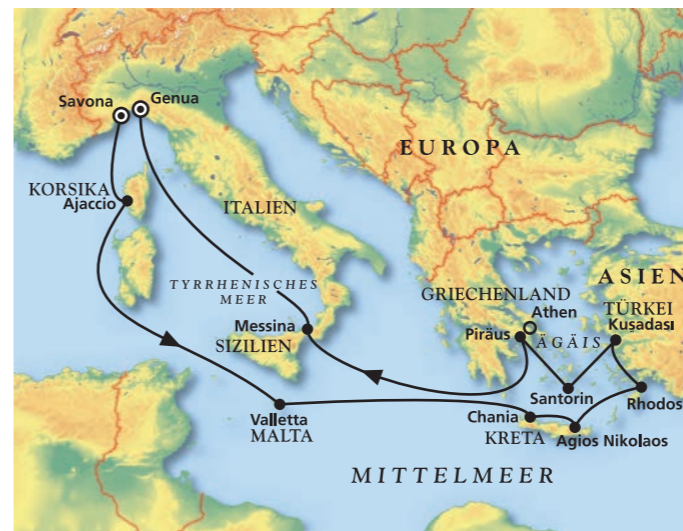 Savona
Genua
EUROPA
KORSIKA
Ajaccio
ITALIEN
TYRRHENISCHES
MEER
ASIEN
GRIECHENLAND
Athen
TÜRKEI
Kuşadası
Messina
SIZILIEN
Piräus
ÄGÄIS
Santorin
Rhodos
Valletta
MALTA
Chania
KRETA
Agios Nikolaos
MITTELMEER